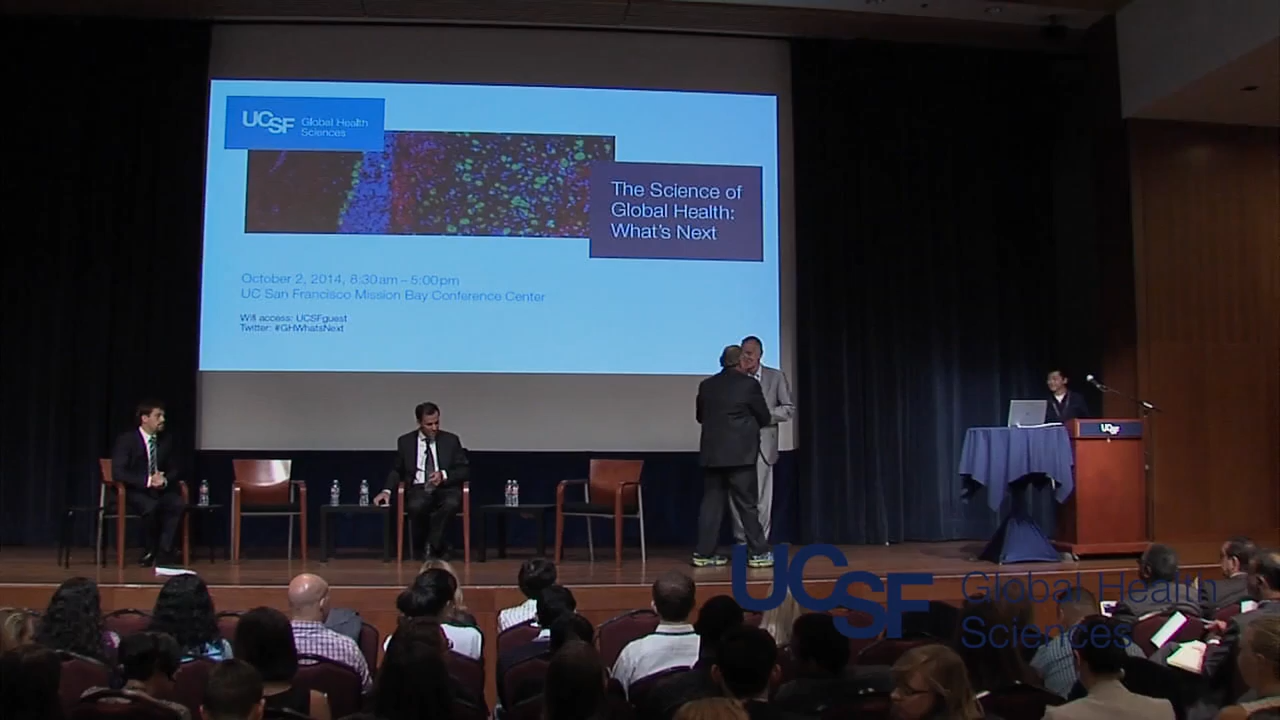 UCSF Global Health
Sciences
The Science of
Global Health:
What's Next
October 2, 2014, 8:30am – 5:00pm
UC San Francisco Mission Bay Conference Center
Wifi access: UCSFguest
Twitter: #GHWhatsNext
UCSF
UCSF Global Health
Sciences